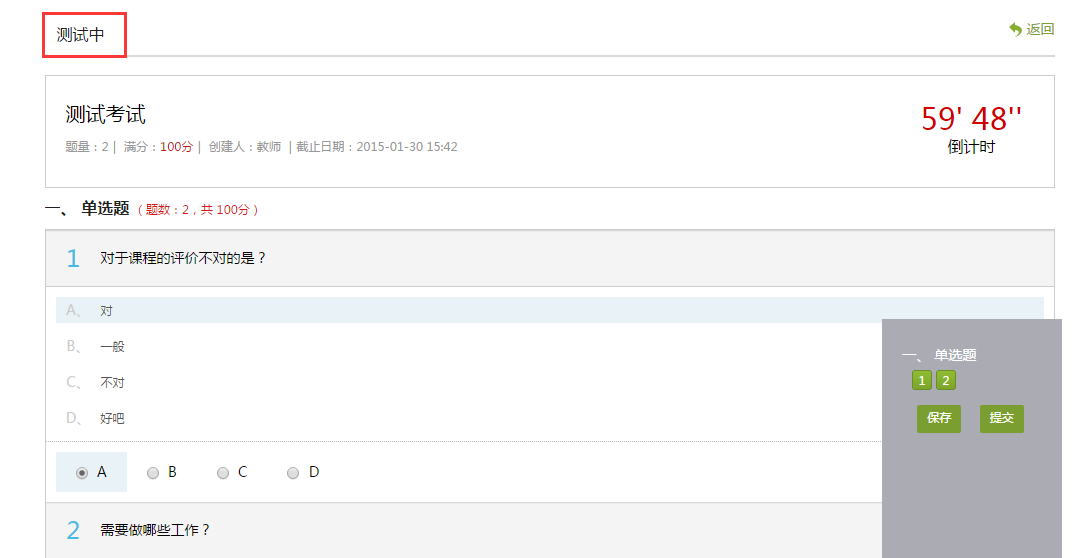 测试中
返回
测试考试
59' 48''
题量：2 | 满分：100分 | 创建人：教师 | 截止日期：2015-01-30 15:42
倒计时
一、 单选题 （ 题数：2，共 100分 ）
1 对于课程的评价不对的是？
A、 对
B、 一般
C、 不对
D、 好吧
A B C D
2 需要做哪些工作？
一、 单选题
1 2
保存 提交